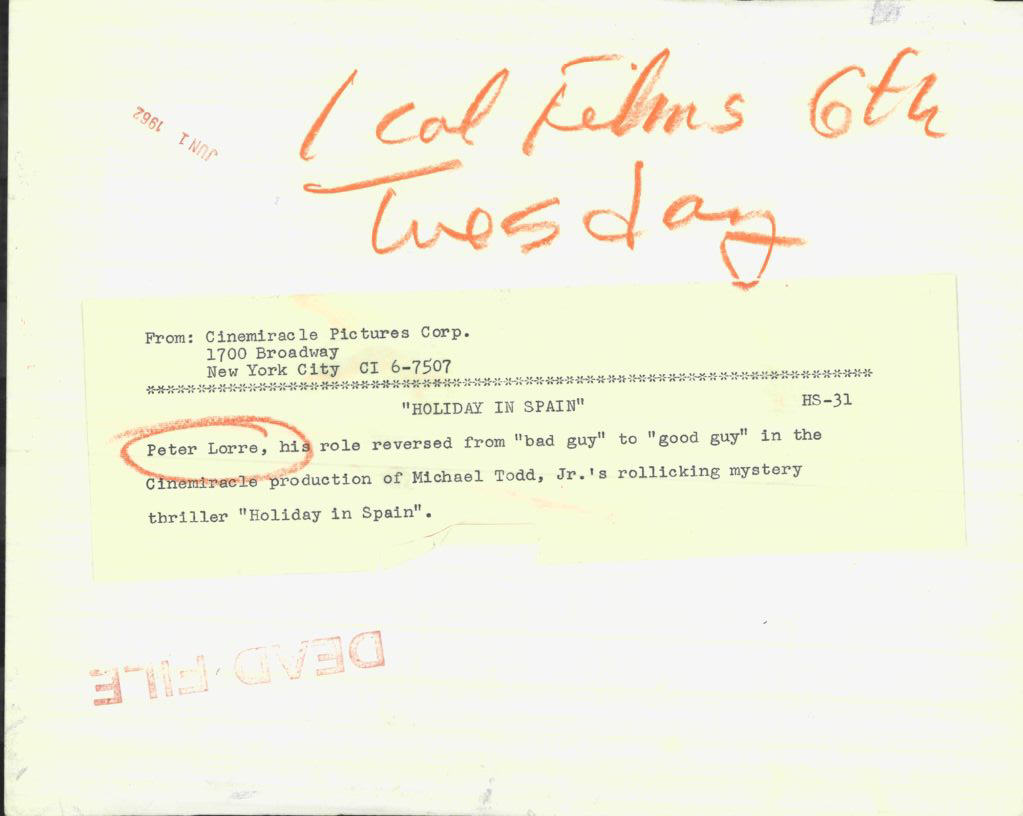 1 col Films 6th
Tuesday
JUN 1 1962
From: Cinemiracle Pictures Corp.
1700 Broadway
New York City CI 6-7507
"HOLIDAY IN SPAIN" HS-31
Peter Lorre, his role reversed from "bad guy" to "good guy" in the
Cinemiracle production of Michael Todd, Jr.'s rollicking mystery
thriller "Holiday in Spain".
DEAD FILE